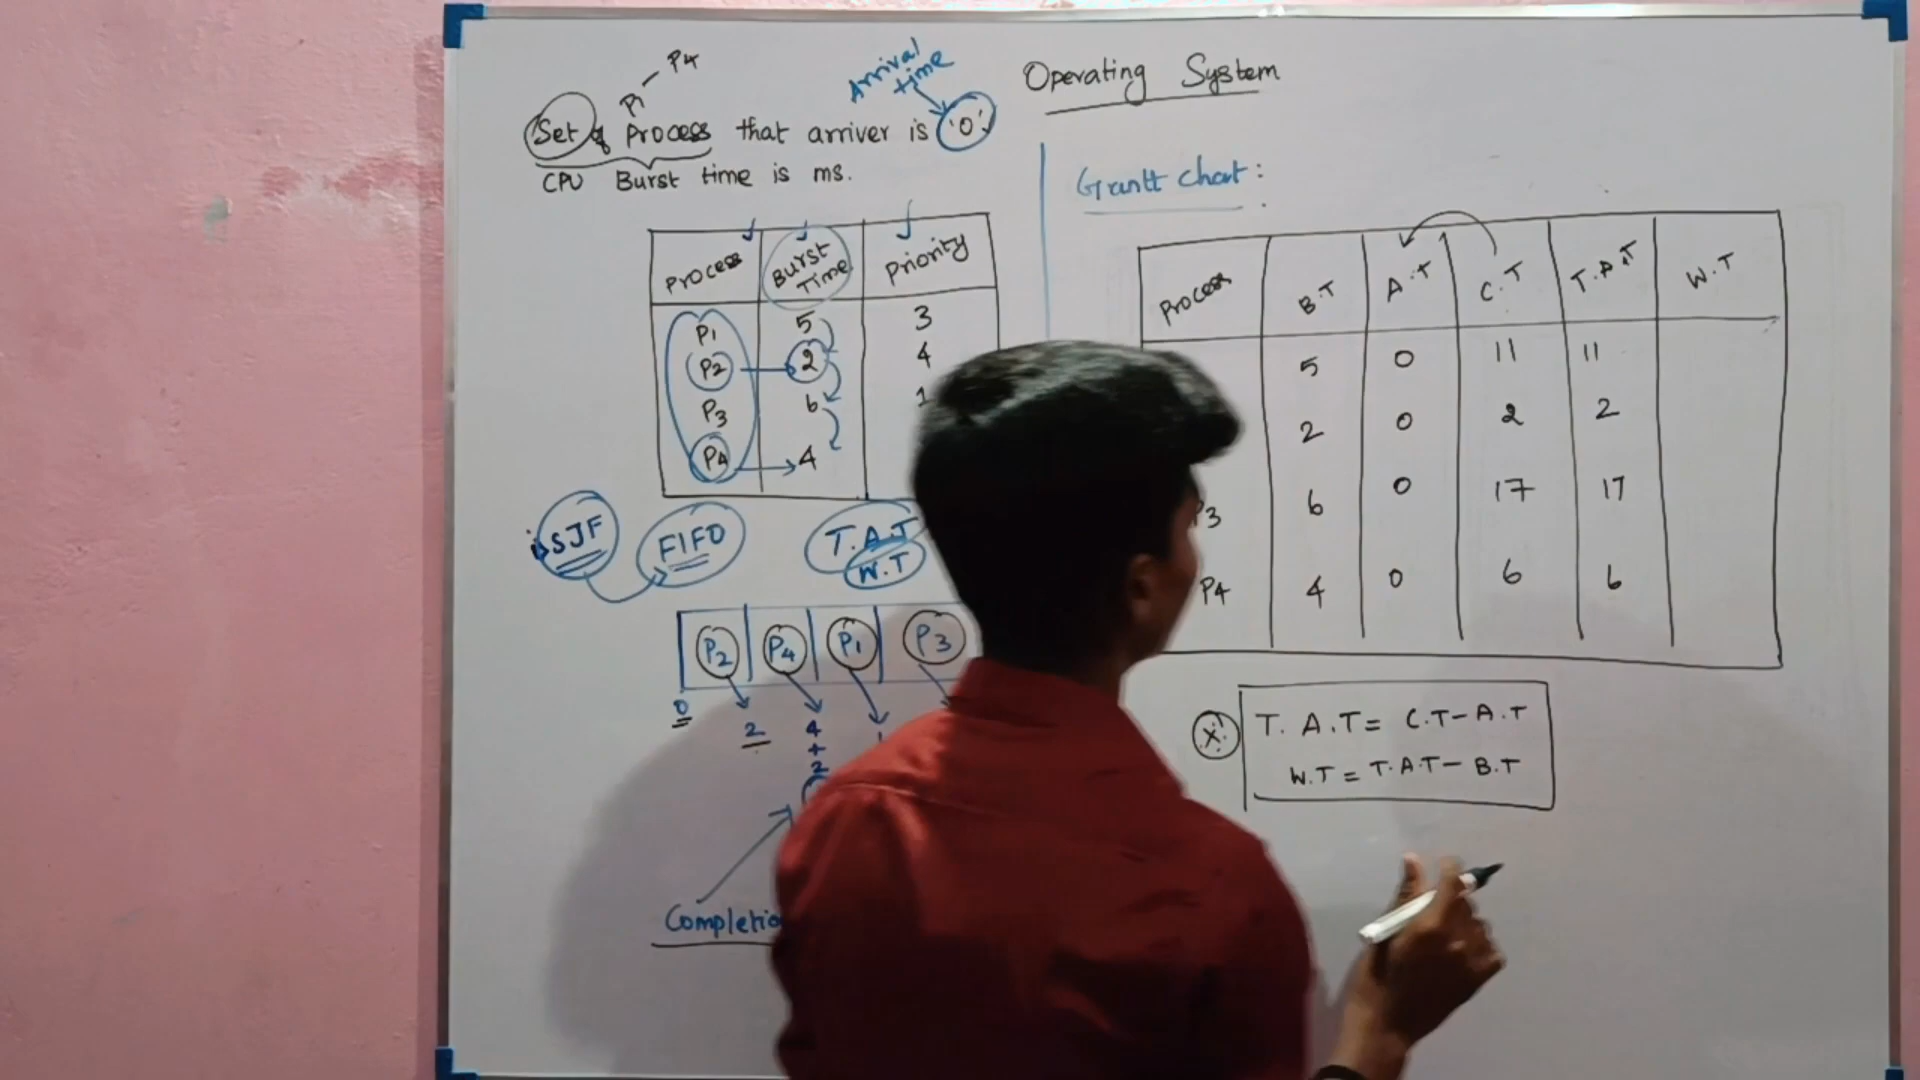 Operating System
P1 — P4
Arrival time
Set of Process that arriver is '0'.
CPU Burst time is ms.
Process Burst Time Priority
P1 5 3
P2 2 4
P3 6 1
P4 4
i) SJF FIFO T.A.T
W.T
P2 P4 P1 P3
0 2 4
+
2
Completio
Grantt chart:
Process B.T A.T C.T T.A.T W.T
5 0 11 11
2 0 2 2
P3 6 0 17 17
P4 4 0 6 6
T.A.T = C.T - A.T
W.T = T.A.T - B.T